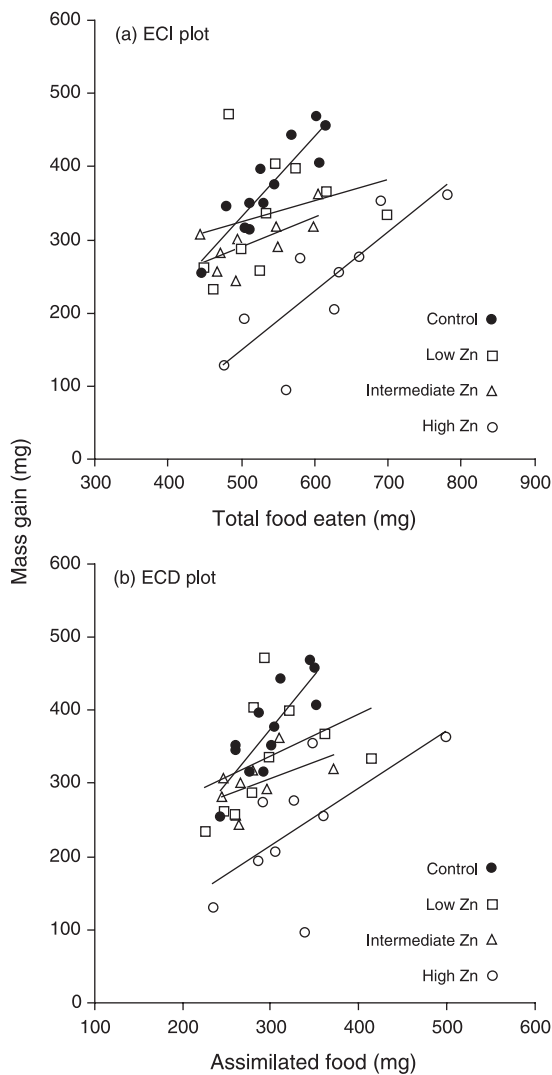 (a) ECI plot
600
500
400
300
200
100
0
300 400 500 600 700 800 900
Total food eaten (mg)
Control
Low Zn
Intermediate Zn
High Zn
Mass gain (mg)
(b) ECD plot
600
500
400
300
200
100
0
100 200 300 400 500 600
Assimilated food (mg)
Control
Low Zn
Intermediate Zn
High Zn